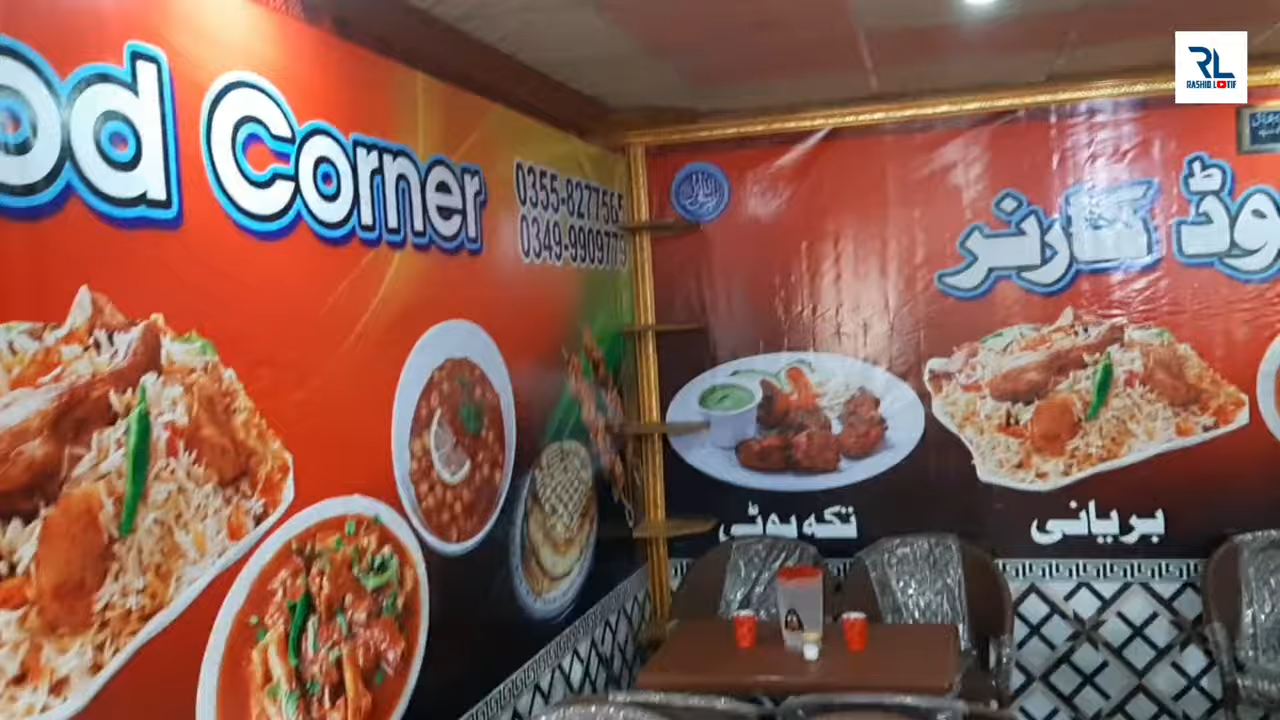 od Corner
0355-8277565
0349-9909779
وڈ کارنر
تکہ بوٹی
بریانی
RL
RASHID LATIF